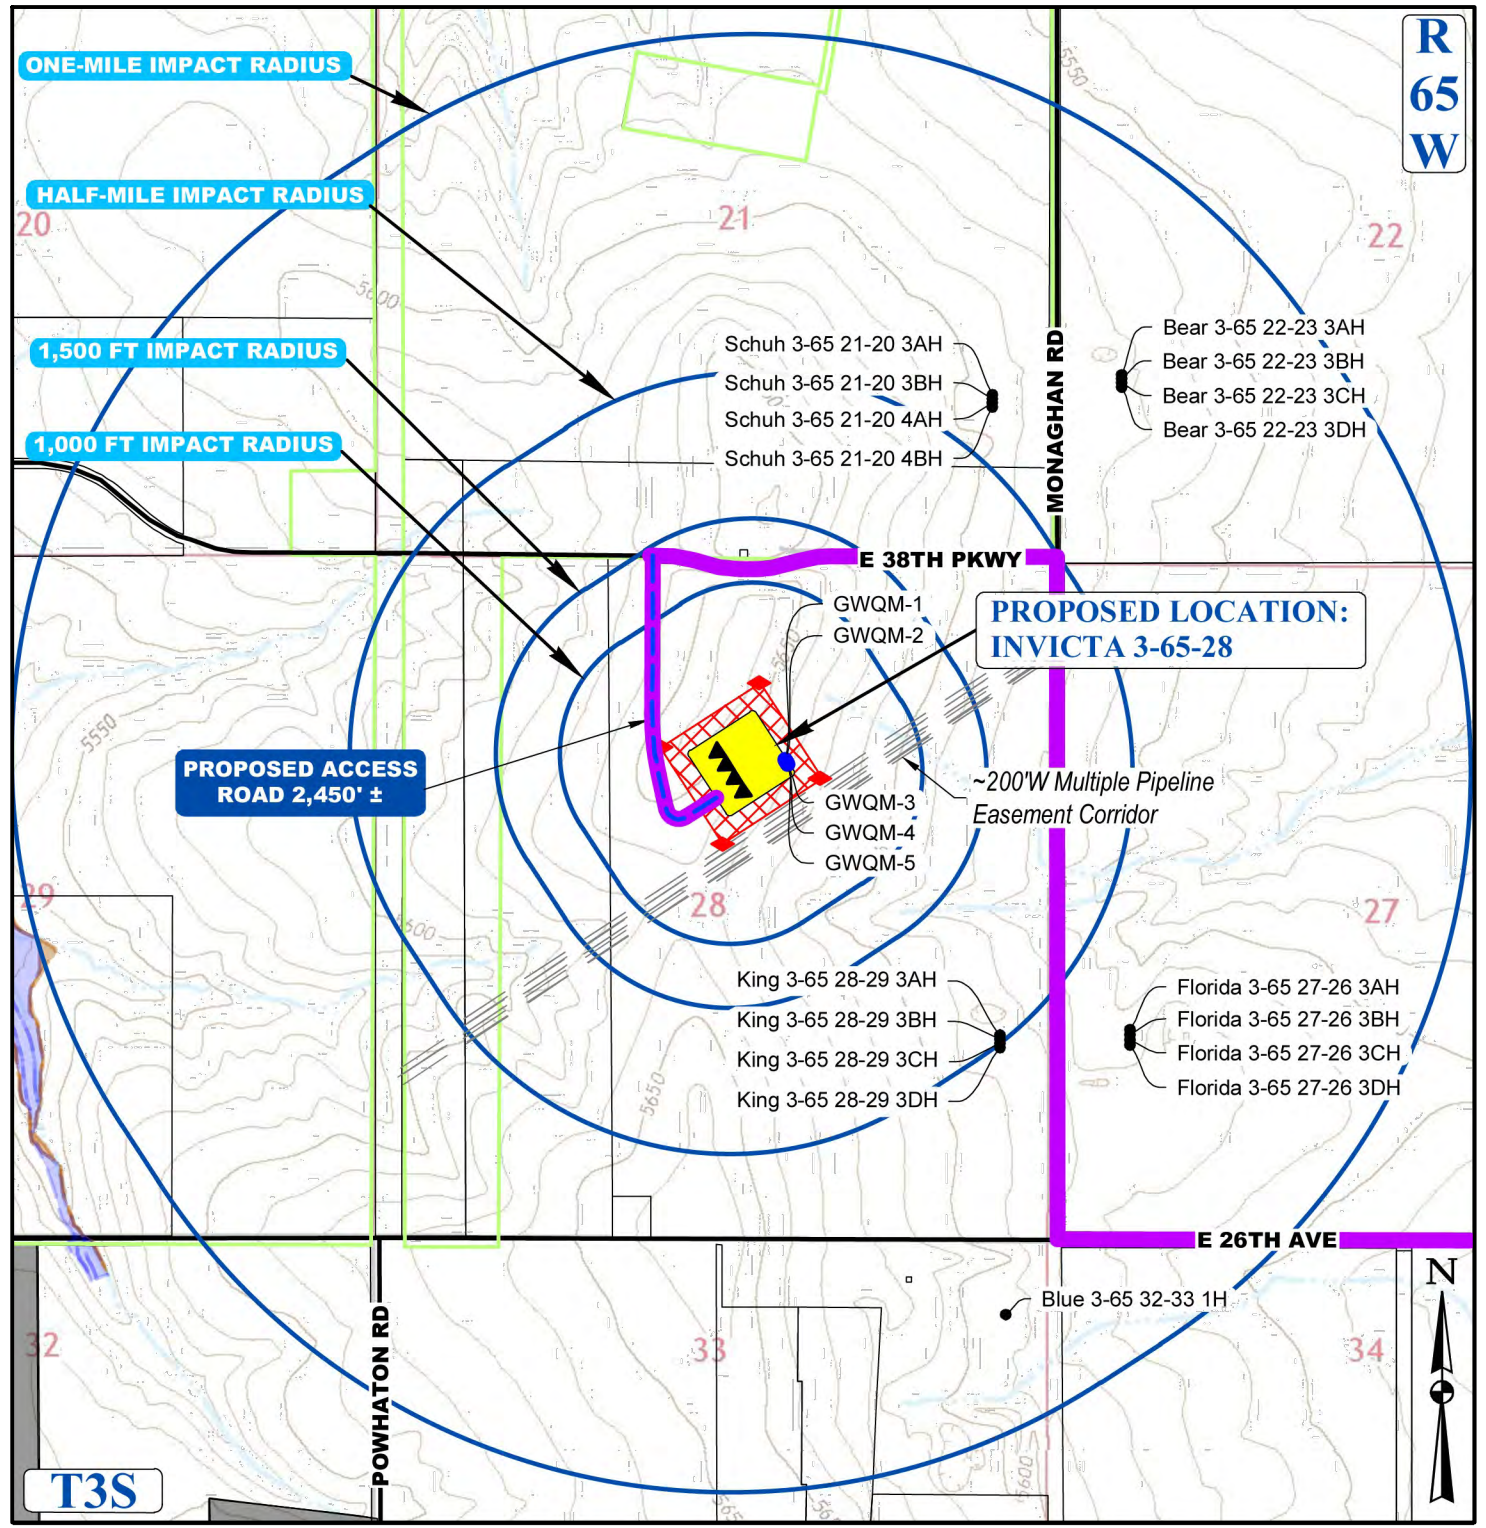 R
65
W
ONE-MILE IMPACT RADIUS
5550
HALF-MILE IMPACT RADIUS
20
21
22
5600
1,500 FT IMPACT RADIUS
1,000 FT IMPACT RADIUS
Schuh 3-65 21-20 3AH
Schuh 3-65 21-20 3BH
Schuh 3-65 21-20 4AH
Schuh 3-65 21-20 4BH
MONAGHAN RD
Bear 3-65 22-23 3AH
Bear 3-65 22-23 3BH
Bear 3-65 22-23 3CH
Bear 3-65 22-23 3DH
E 38TH PKWY
GWQM-1
GWQM-2
PROPOSED LOCATION:
INVICTA 3-65-28
5650
5550
PROPOSED ACCESS
ROAD 2,450' ±
~200'W Multiple Pipeline
Easement Corridor
GWQM-3
GWQM-4
GWQM-5
29
28
27
5600
King 3-65 28-29 3AH
King 3-65 28-29 3BH
King 3-65 28-29 3CH
King 3-65 28-29 3DH
5650
Florida 3-65 27-26 3AH
Florida 3-65 27-26 3BH
Florida 3-65 27-26 3CH
Florida 3-65 27-26 3DH
E 26TH AVE
N
Blue 3-65 32-33 1H
32
33
34
POWHATON RD
5600
T3S